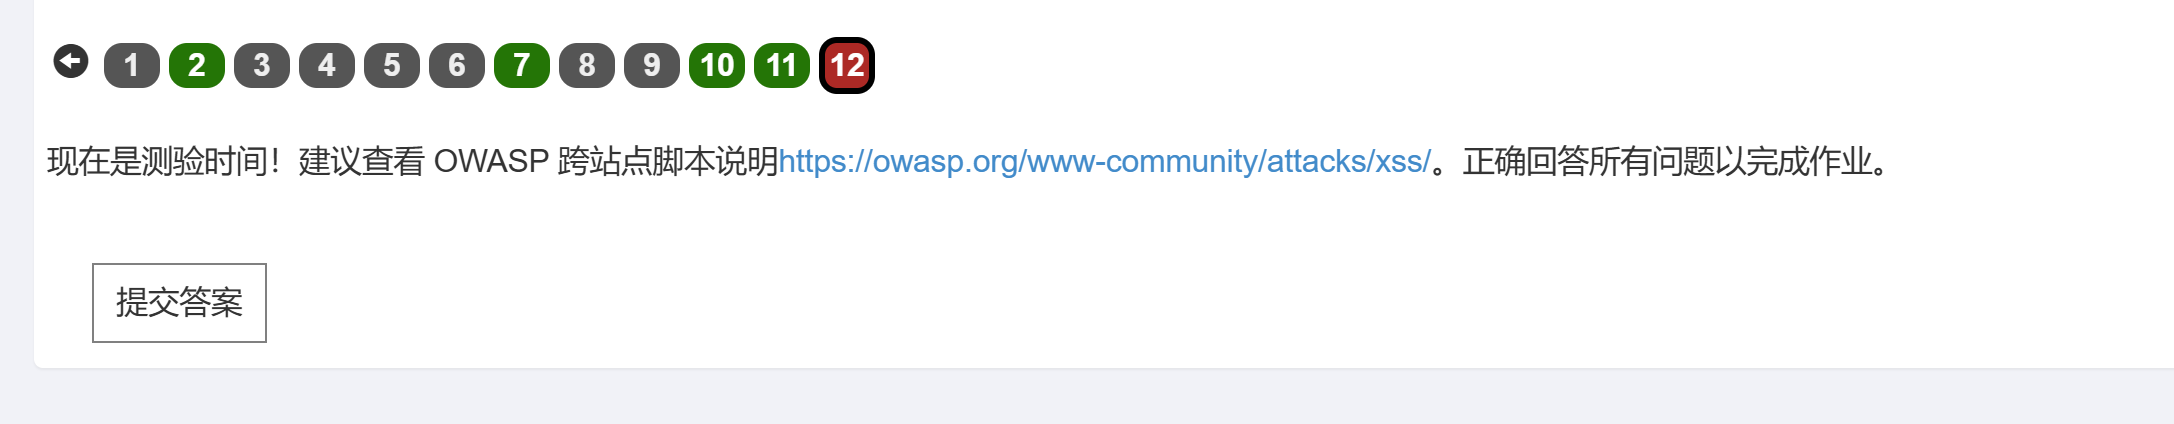 1 2 3 4 5 6 7 8 9 10 11 12
现在是测验时间！建议查看 OWASP 跨站点脚本说明https://owasp.org/www-community/attacks/xss/。正确回答所有问题以完成作业。
提交答案